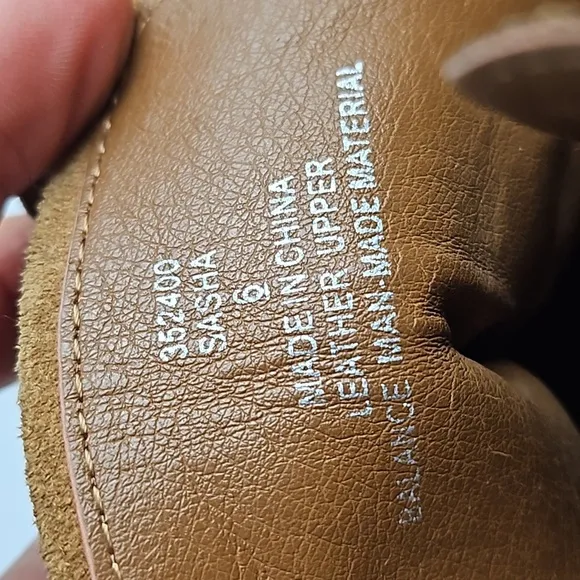 352400
SASHA
6
MADE IN CHINA
LEATHER UPPER
BALANCE MAN-MADE MATERIAL